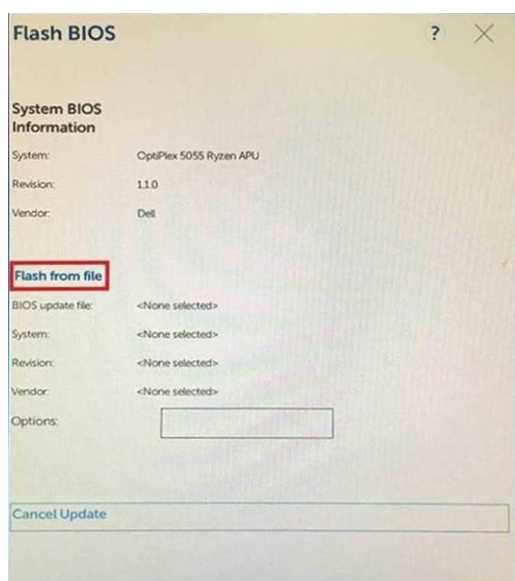 Flash BIOS ?
System BIOS
Information
System: OptiPlex 5055 Ryzen APU
Revision: 1.1.0
Vendor: Dell
Flash from file
BIOS update file: <None selected>
System: <None selected>
Revision: <None selected>
Vendor: <None selected>
Options:
Cancel Update